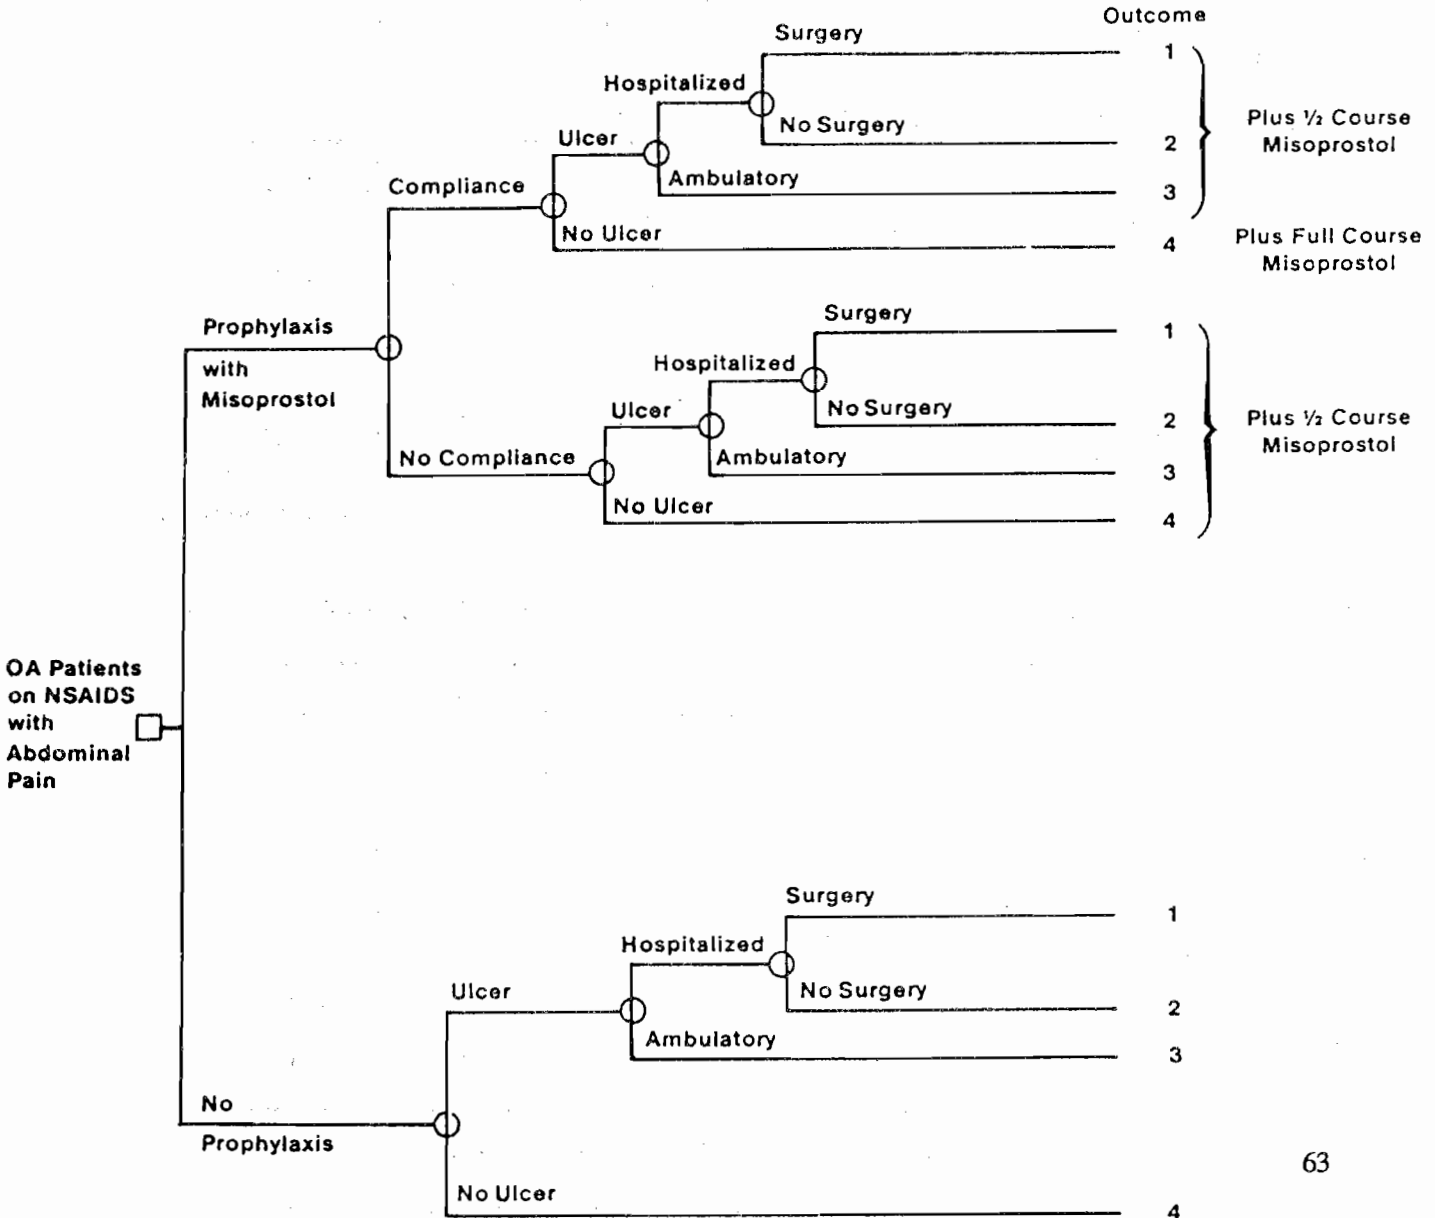 Outcome
Surgery
1
Hospitalized
No Surgery
2
Plus ½ Course
Misoprostol
Ulcer
Ambulatory
3
Compliance
No Ulcer
4
Plus Full Course
Misoprostol
Prophylaxis
with
Misoprostol
Surgery
1
Hospitalized
No Surgery
2
Plus ½ Course
Misoprostol
Ulcer
Ambulatory
3
No Compliance
No Ulcer
4
OA Patients
on NSAIDS
with
Abdominal
Pain
Surgery
1
Hospitalized
No Surgery
2
Ulcer
Ambulatory
3
No
Prophylaxis
No Ulcer
4
63